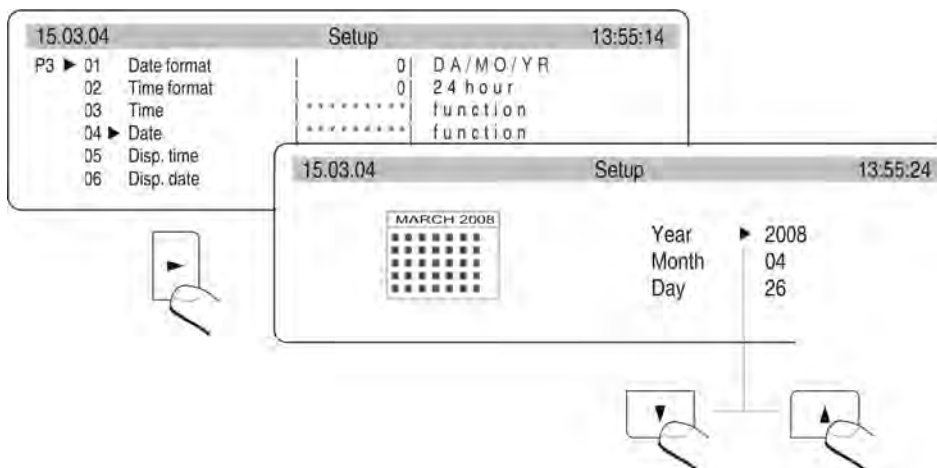 15.03.04 Setup 13:55:14
P3 ► 01 Date format | 0| DA/MO/YR
02 Time format 0| 24 hour
03 Time |* * * * * * * *| function
04 ► Date |* * * * * * * *| function
05 Disp. time
06 Disp. date
15.03.04 Setup 13:55:24
MARCH 2008
Year ► 2008
Month 04
Day 26